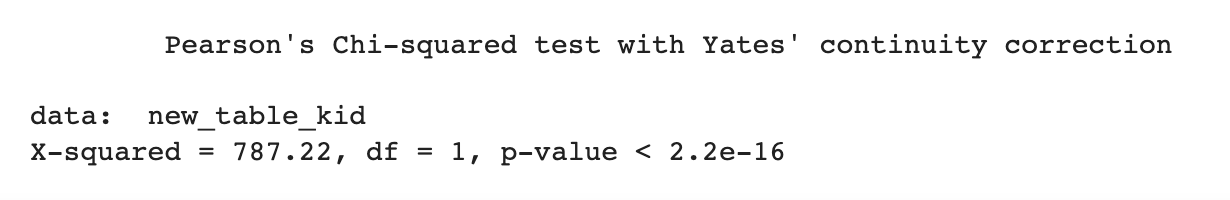 Pearson's Chi-squared test with Yates' continuity correction
data:  new_table_kid
X-squared = 787.22, df = 1, p-value < 2.2e-16